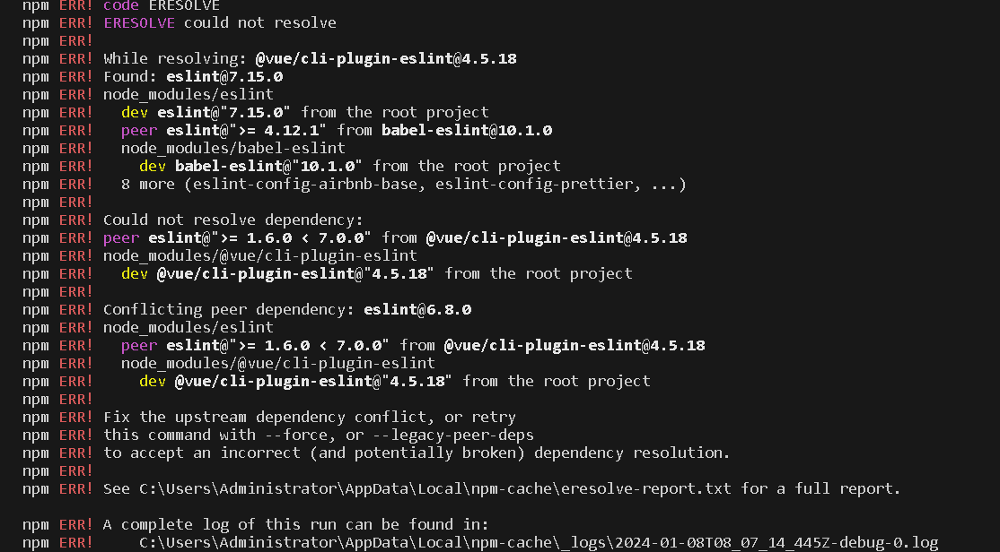 npm ERR! code ERESOLVE
npm ERR! ERESOLVE could not resolve
npm ERR!
npm ERR! While resolving: @vue/cli-plugin-eslint@4.5.18
npm ERR! Found: eslint@7.15.0
npm ERR! node_modules/eslint
npm ERR!   dev eslint@"7.15.0" from the root project
npm ERR!   peer eslint@">= 4.12.1" from babel-eslint@10.1.0
npm ERR!   node_modules/babel-eslint
npm ERR!     dev babel-eslint@"10.1.0" from the root project
npm ERR!   8 more (eslint-config-airbnb-base, eslint-config-prettier, ...)
npm ERR!
npm ERR! Could not resolve dependency:
npm ERR! peer eslint@">= 1.6.0 < 7.0.0" from @vue/cli-plugin-eslint@4.5.18
npm ERR! node_modules/@vue/cli-plugin-eslint
npm ERR!   dev @vue/cli-plugin-eslint@"4.5.18" from the root project
npm ERR!
npm ERR! Conflicting peer dependency: eslint@6.8.0
npm ERR! node_modules/eslint
npm ERR!   peer eslint@">= 1.6.0 < 7.0.0" from @vue/cli-plugin-eslint@4.5.18
npm ERR!   node_modules/@vue/cli-plugin-eslint
npm ERR!     dev @vue/cli-plugin-eslint@"4.5.18" from the root project
npm ERR!
npm ERR! Fix the upstream dependency conflict, or retry
npm ERR! this command with --force, or --legacy-peer-deps
npm ERR! to accept an incorrect (and potentially broken) dependency resolution.
npm ERR!
npm ERR! See C:\Users\Administrator\AppData\Local\npm-cache\eresolve-report.txt for a full report.

npm ERR! A complete log of this run can be found in:
npm ERR!     C:\Users\Administrator\AppData\Local\npm-cache\_logs\2024-01-08T08_07_14_445Z-debug-0.log